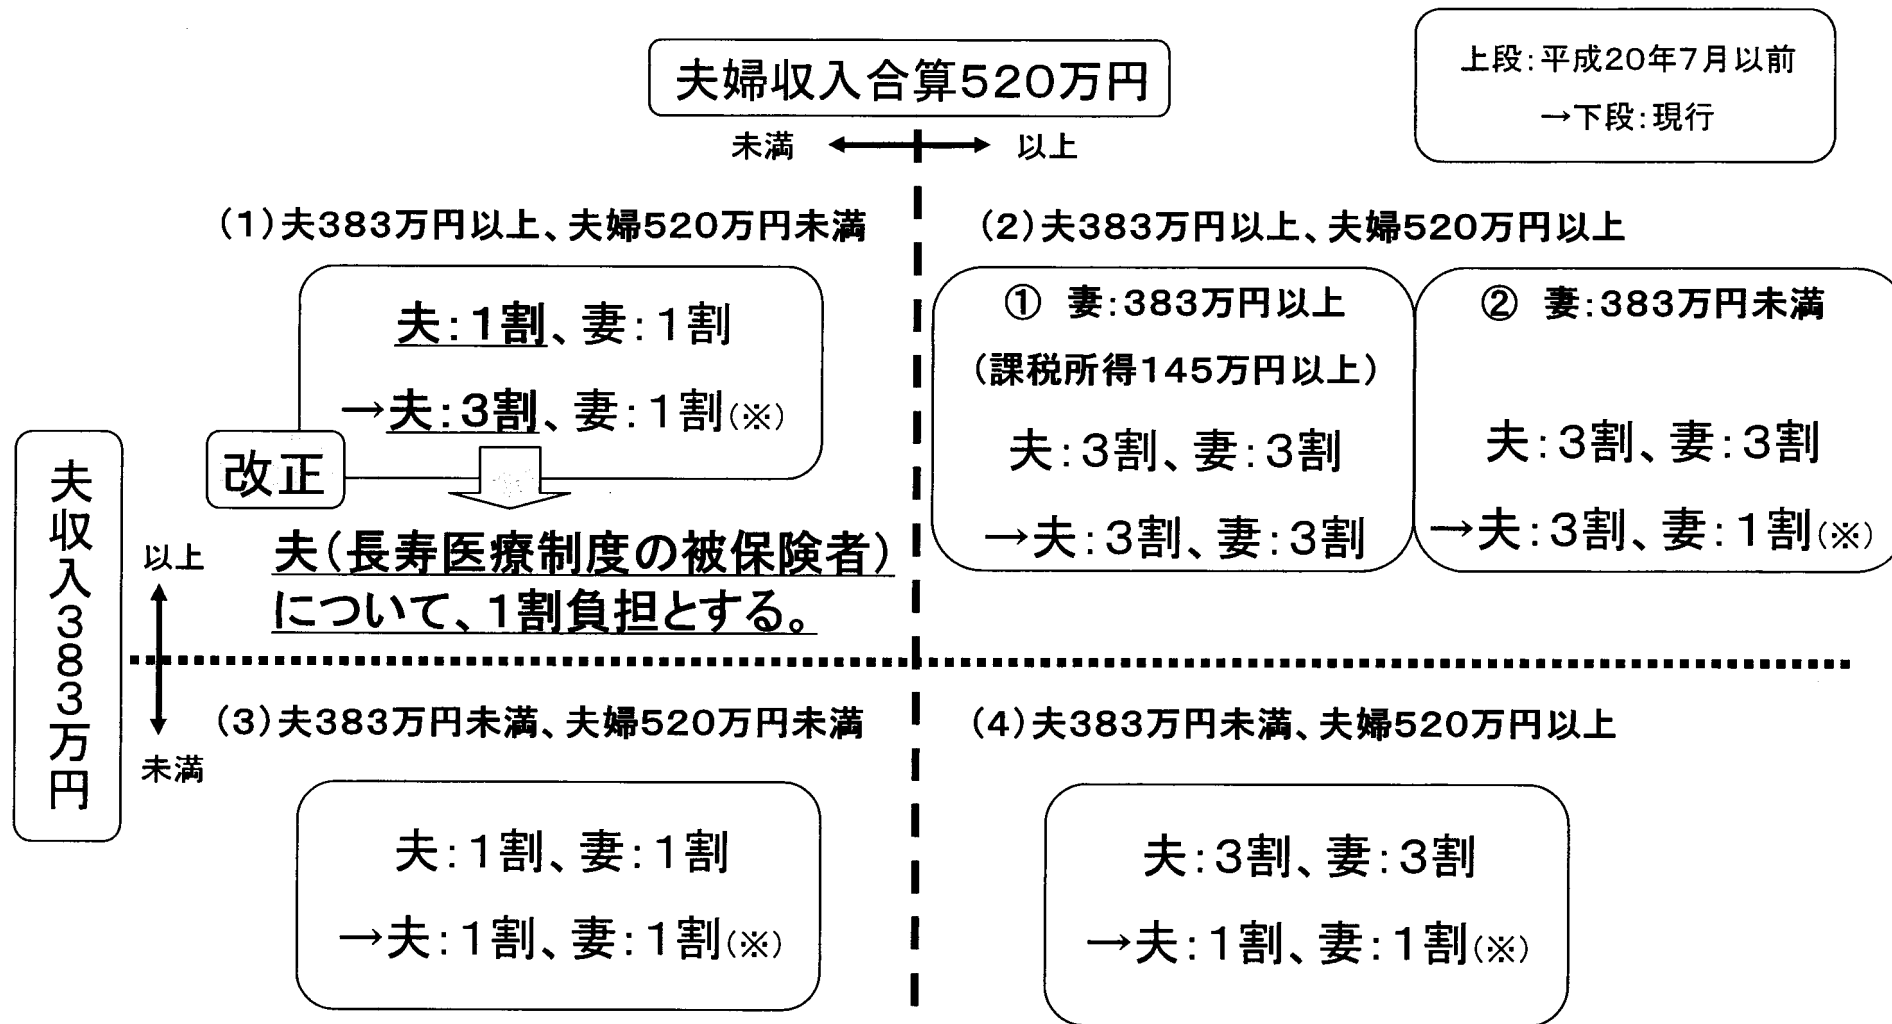 夫婦収入合算520万円
上段:平成20年7月以前
→下段:現行
未満
以上
(1)夫383万円以上、夫婦520万円未満
(2)夫383万円以上、夫婦520万円以上
夫:1割、妻:1割
→夫:3割、妻:1割(※)
改正
夫(長寿医療制度の被保険者)
について、1割負担とする。
① 妻:383万円以上
(課税所得145万円以上)
夫:3割、妻:3割
→夫:3割、妻:3割
② 妻:383万円未満
夫:3割、妻:3割
→夫:3割、妻:1割(※)
夫収入383万円
以上
未満
(3)夫383万円未満、夫婦520万円未満
(4)夫383万円未満、夫婦520万円以上
夫:1割、妻:1割
→夫:1割、妻:1割(※)
夫:3割、妻:3割
→夫:1割、妻:1割(※)